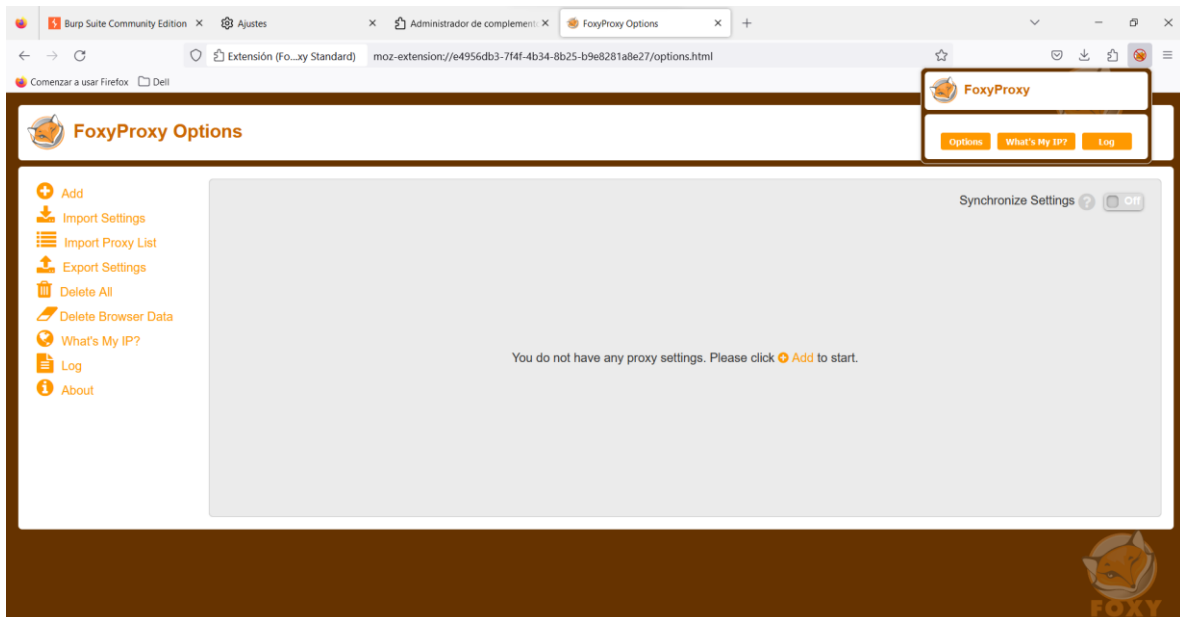 Burp Suite Community Edition
Ajustes
Administrador de complemento
FoxyProxy Options
Extensión (Fo...xy Standard)
moz-extension://e4956db3-7f4f-4b34-8b25-b9e8281a8e27/options.html
Comenzar a usar Firefox
Dell
FoxyProxy
Options
What's My IP?
Log
FoxyProxy Options
Add
Import Settings
Import Proxy List
Export Settings
Delete All
Delete Browser Data
What's My IP?
Log
About
Synchronize Settings
Off
You do not have any proxy settings. Please click Add to start.
FOXY